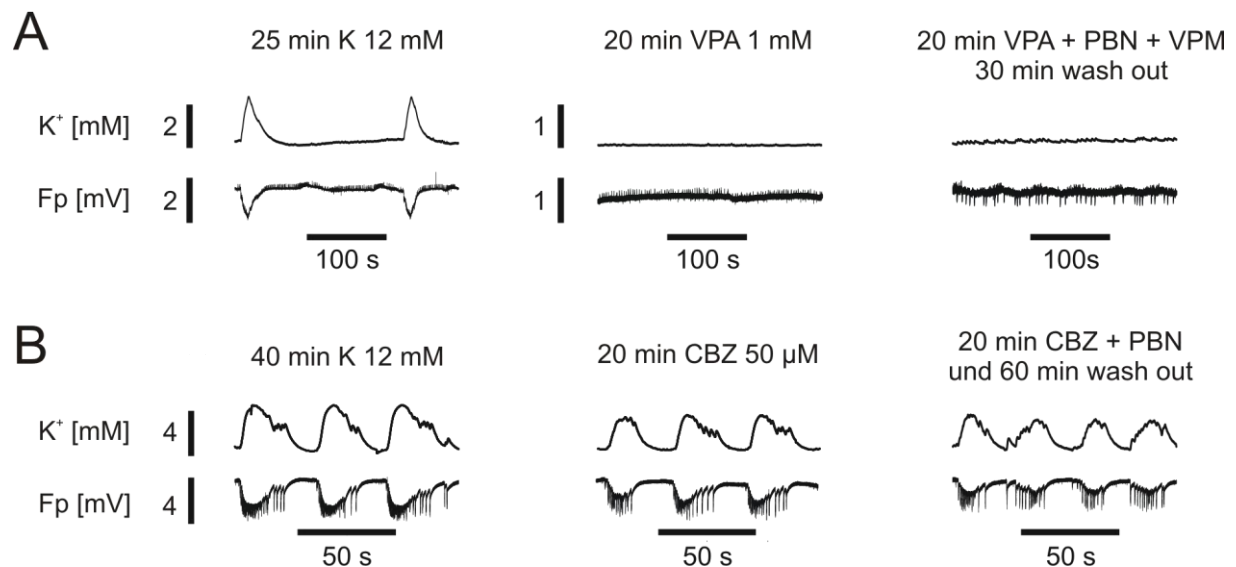 A
25 min K 12 mM
20 min VPA 1 mM
20 min VPA + PBN + VPM
30 min wash out
K⁺ [mM] 2
1
Fp [mV] 2
1
100 s
100 s
100s
B
40 min K 12 mM
20 min CBZ 50 µM
20 min CBZ + PBN
und 60 min wash out
K⁺ [mM] 4
Fp [mV] 4
50 s
50 s
50 s